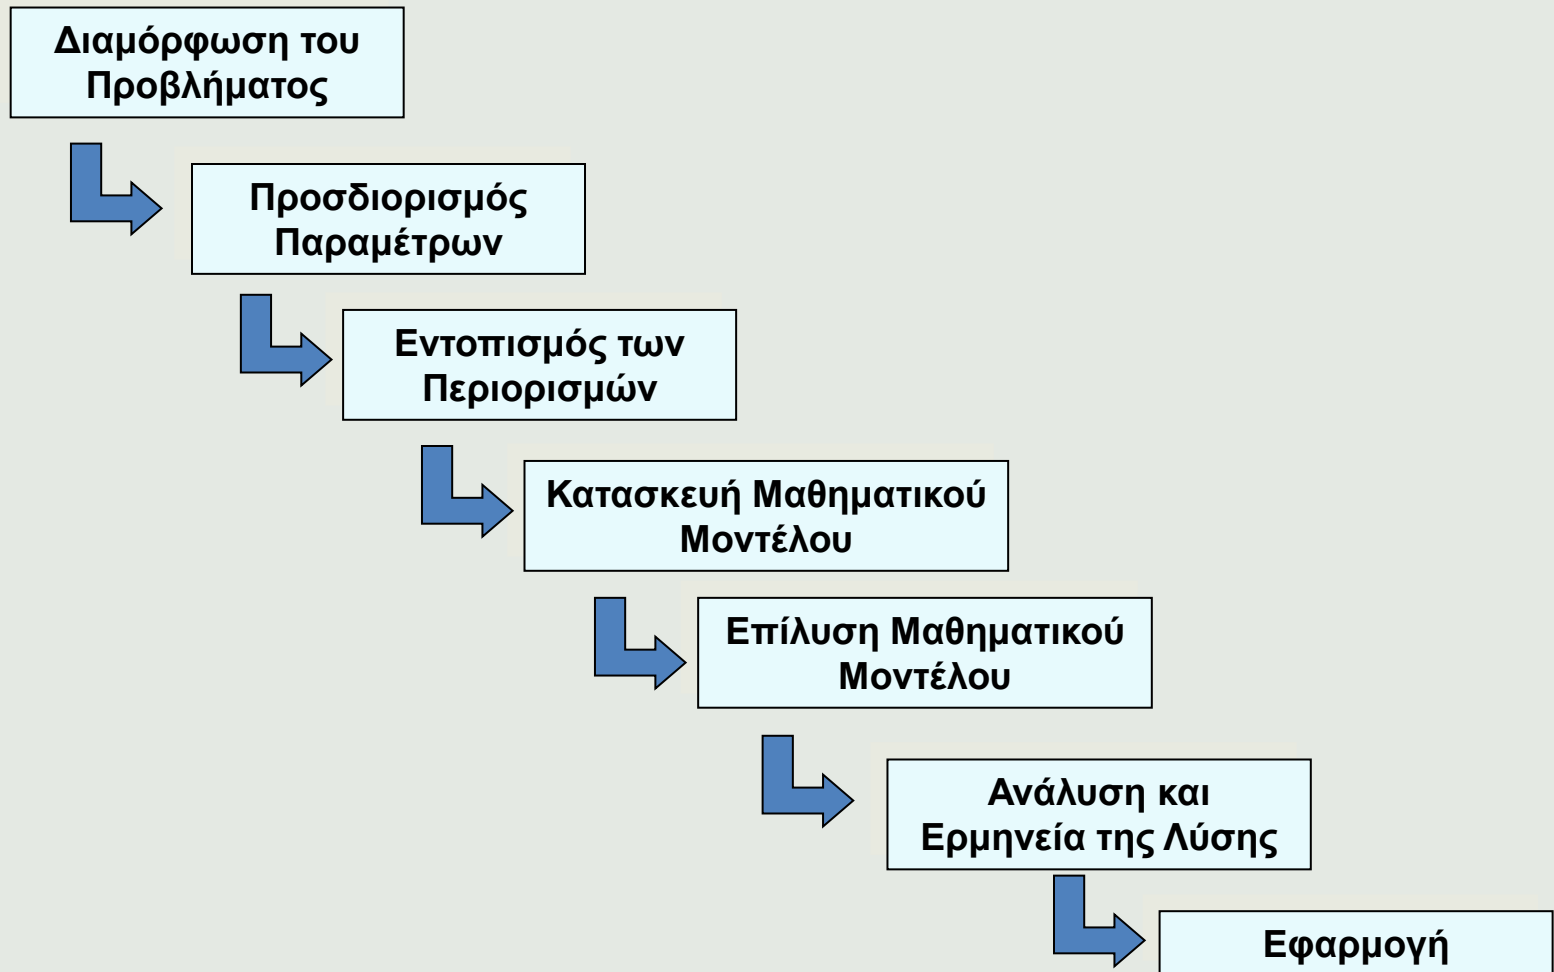 Διαμόρφωση του
Προβλήματος
Προσδιορισμός
Παραμέτρων
Εντοπισμός των
Περιορισμών
Κατασκευή Μαθηματικού
Μοντέλου
Επίλυση Μαθηματικού
Μοντέλου
Ανάλυση και
Ερμηνεία της Λύσης
Εφαρμογή